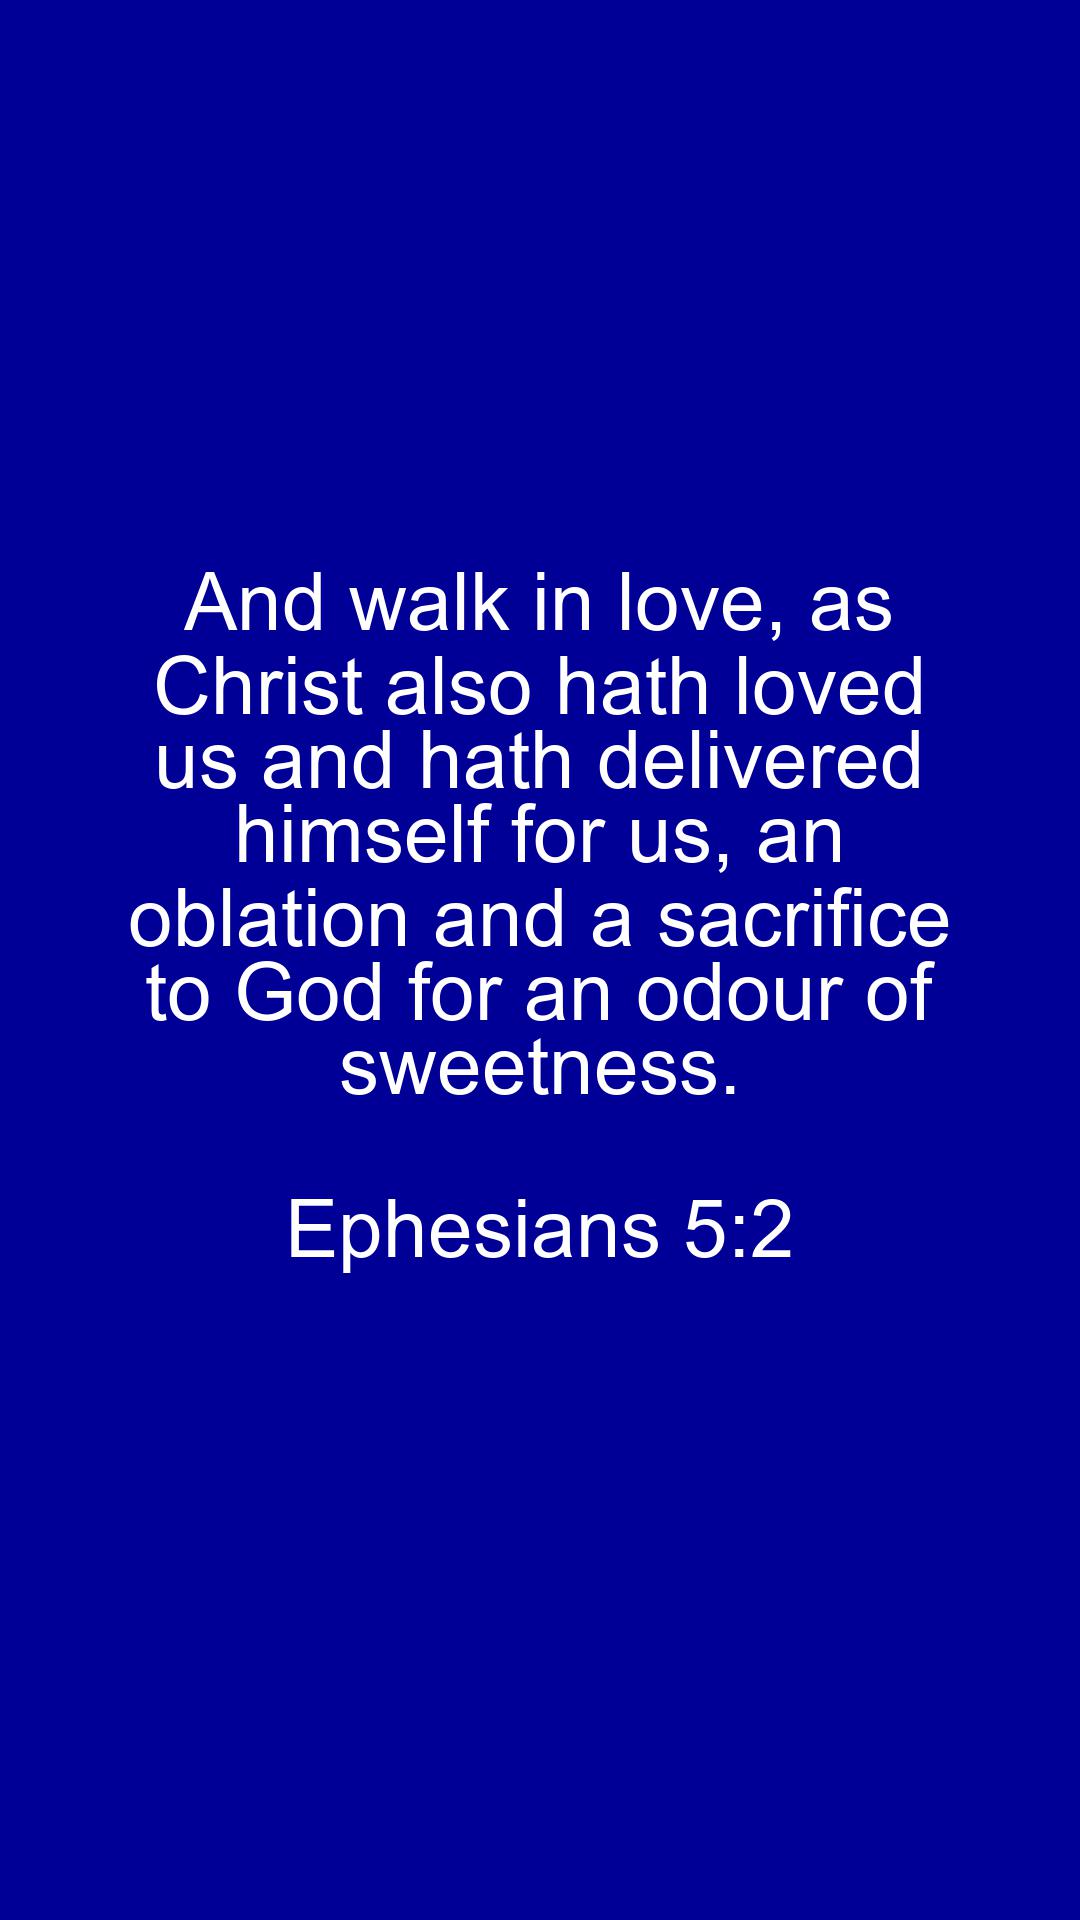 And walk in love, as
Christ also hath loved
us and hath delivered
himself for us, an
oblation and a sacrifice
to God for an odour of
sweetness.
Ephesians 5:2